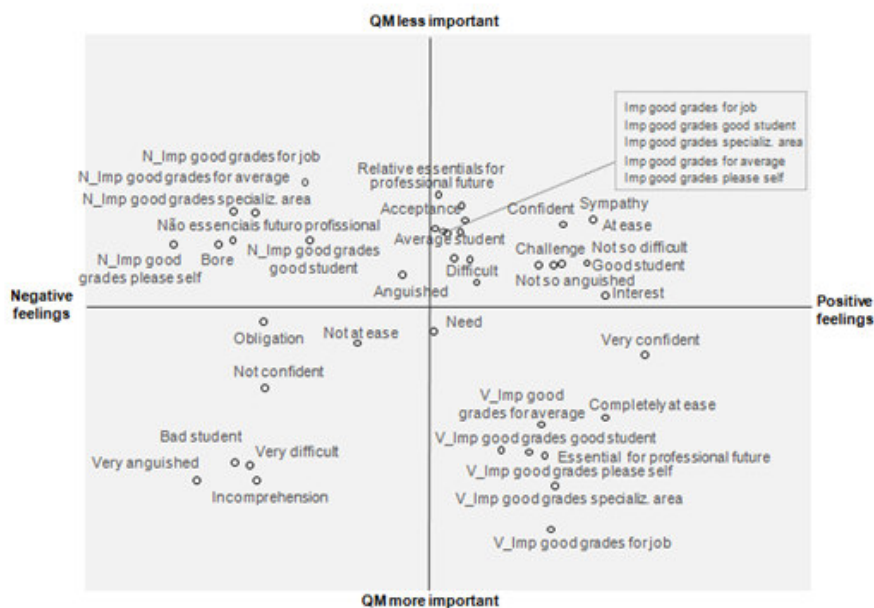 QM less important
Imp good grades for job
Imp good grades good student
Imp good grades specializ. area
Imp good grades for average
Imp good grades please self
N_Imp good grades for job
N_Imp good grades for average
N_Imp good grades specializ. area
Não essenciais futuro profissional
N_Imp good
grades please self
Bore
N_Imp good grades
good student
Relative essentials for
professional future
Acceptance
Average student
Difficult
Anguished
Confident
Sympathy
At ease
Challenge
Not so difficult
Good student
Not so anguished
Interest
Negative
feelings
Positive
feelings
Obligation
Not at ease
Need
Very confident
Not confident
V_Imp good
grades for average
Completely at ease
Bad student
Very difficult
Very anguished
Incomprehension
V_Imp good grades good student
Essential for professional future
V_Imp good grades please self
V_Imp good grades specializ. area
V_Imp good grades for job
QM more important